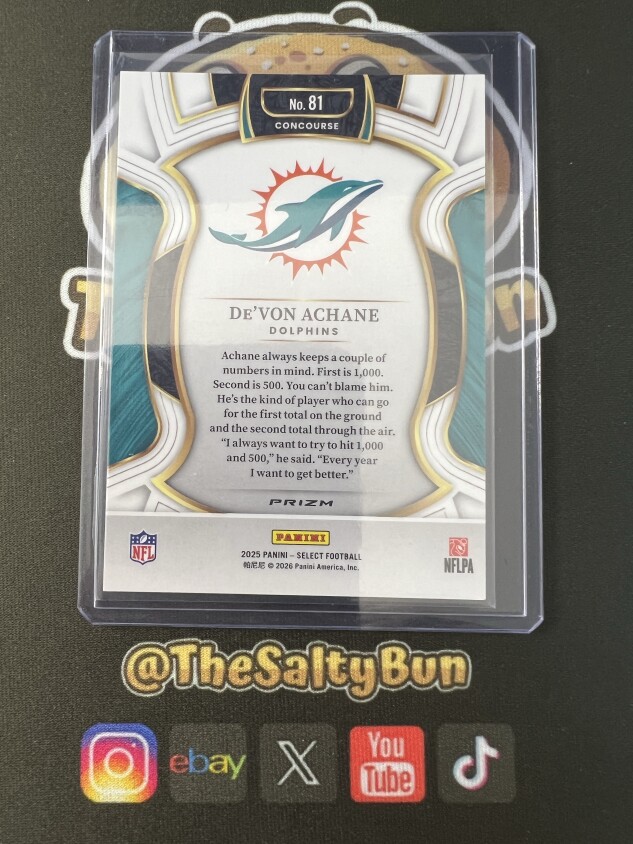 No. 81
CONCOURSE
DE'VON ACHANE
DOLPHINS
Achane always keeps a couple of
numbers in mind. First is 1,000.
Second is 500. You can't blame him.
He's the kind of player who can go
for the first total on the ground
and the second total through the air.
"I always want to try to hit 1,000
and 500," he said. "Every year
I want to get better."
PRIZM
NFL
PANINI
NFLPA
2025 PANINI – SELECT FOOTBALL
帕尼尼 © 2026 Panini America, Inc.
@TheSaltyBun
ebay
X
You
Tube